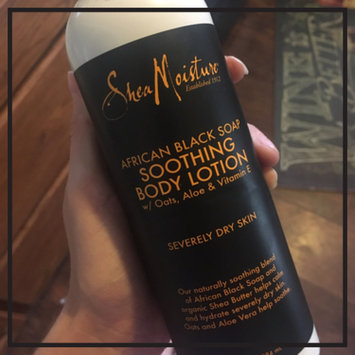 SheaMoisture
Established 1912
AFRICAN BLACK SOAP
SOOTHING
BODY LOTION
w/ Oats, Aloe & Vitamin E
SEVERELY DRY SKIN
Our naturally soothing blend
of African Black Soap and
organic Shea Butter helps calm
and hydrate severely dry skin.
Oats and Aloe Vera help soothe